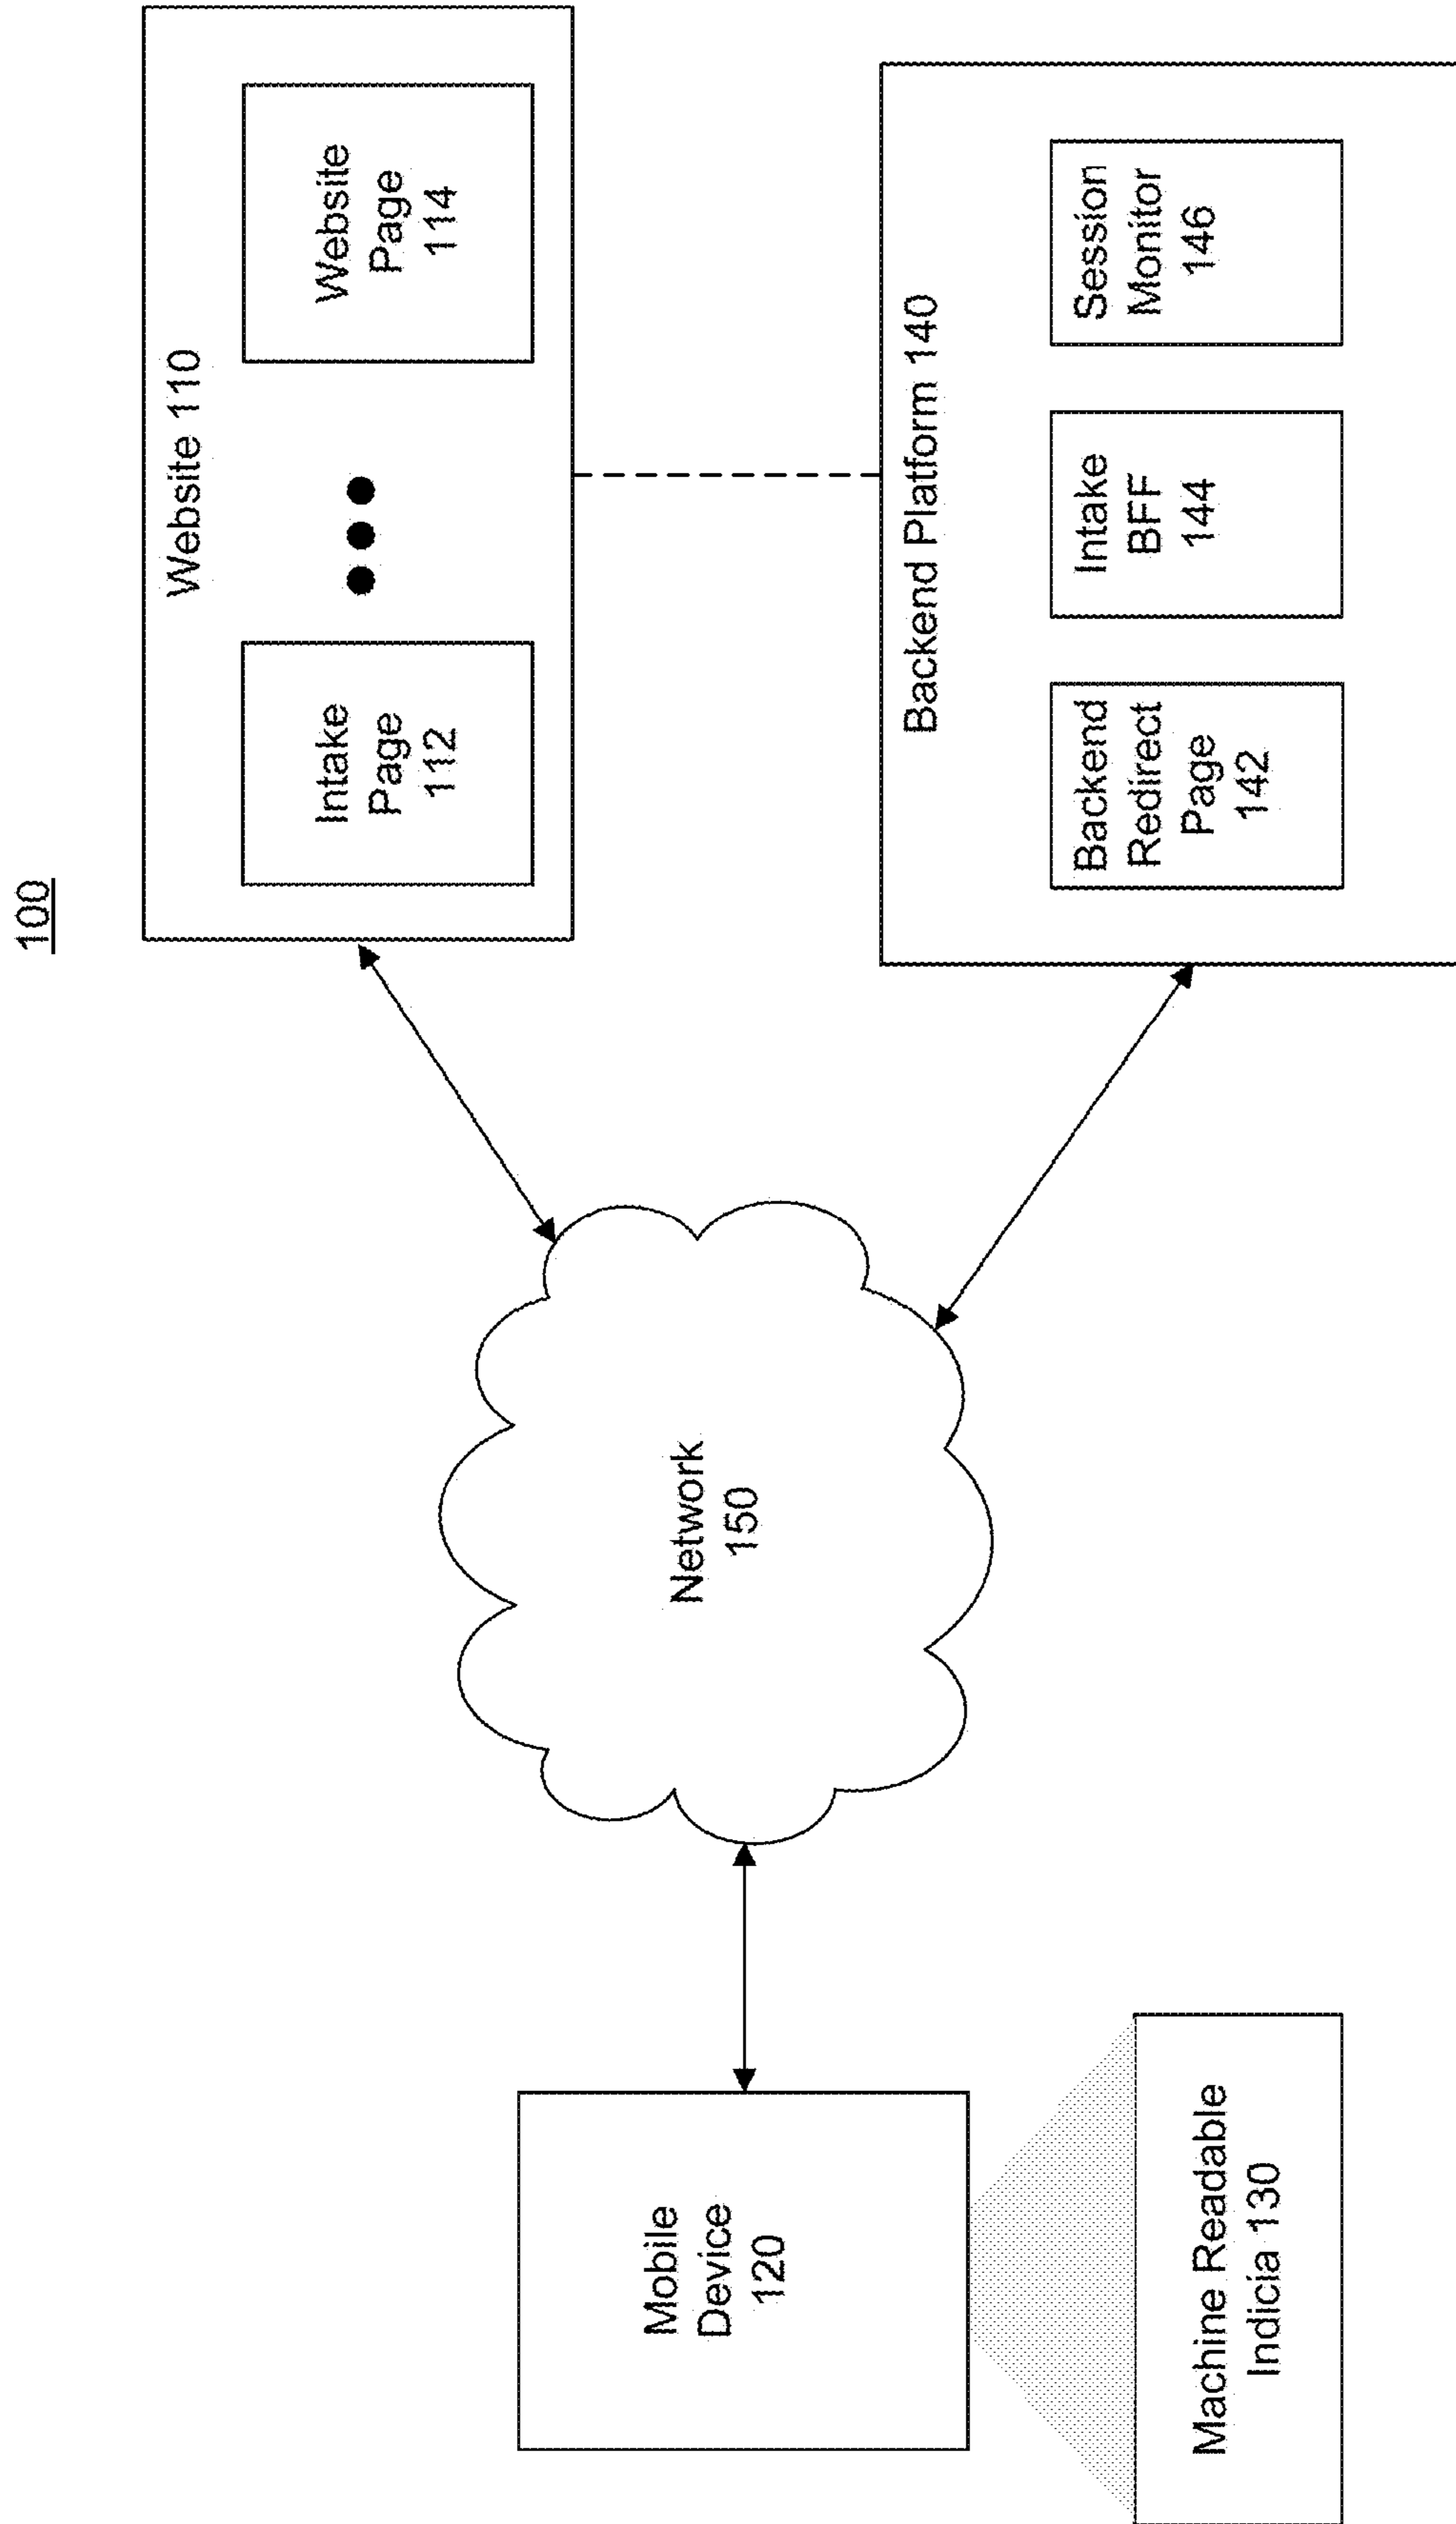 100
Website 110
Intake
Page
112
Website
Page
114
Mobile
Device
120
Network
150
Machine Readable
Indicia 130
Backend Platform 140
Backend
Redirect
Page
142
Intake
BFF
144
Session
Monitor
146